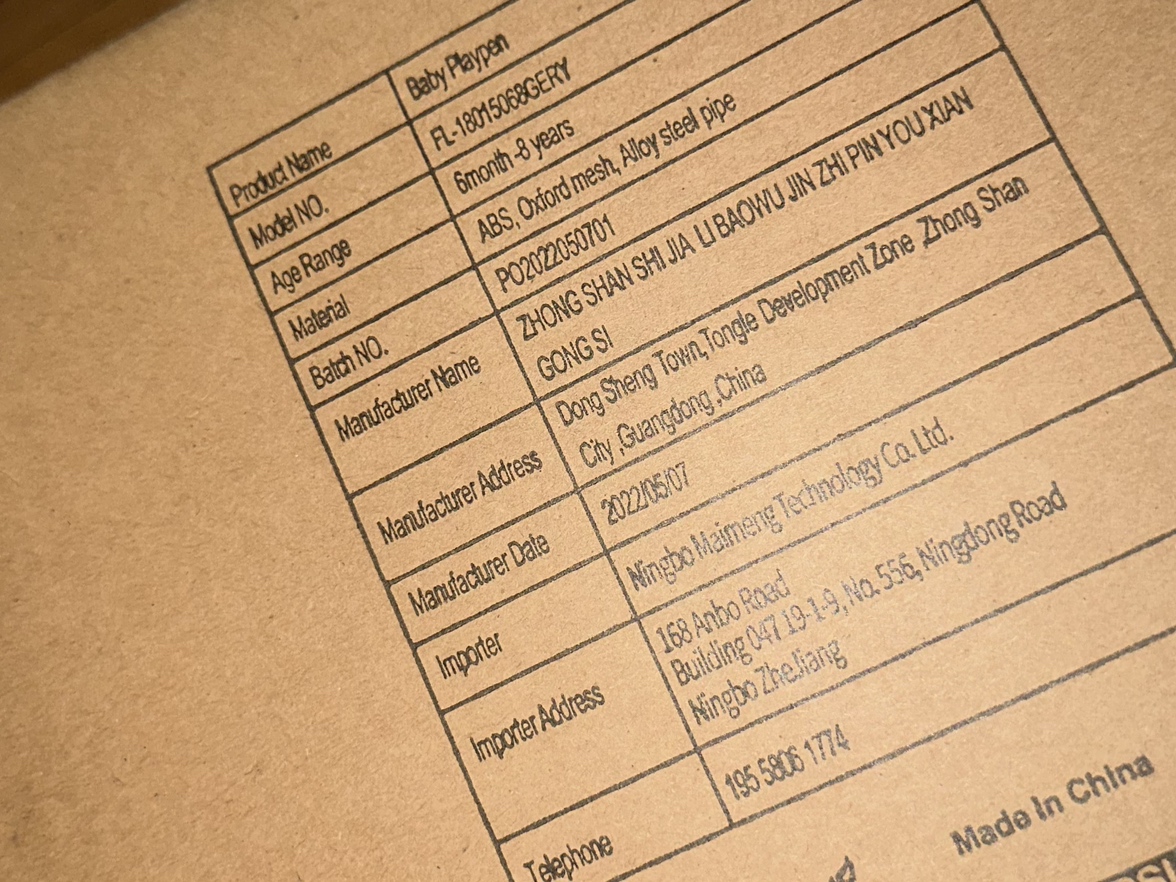 Product Name Baby Playpen
Model NO. FL-18015068GERY
Age Range 6month -8 years
Material ABS, Oxford mesh, Alloy steel pipe
Batch NO. PO2022050701
Manufacturer Name ZHONG SHAN SHI JIA LI BAOWU JIN ZHI PIN YOU XIAN
GONG SI
Manufacturer Address Dong Sheng Town,Tongle Development Zone ,Zhong Shan
City ,Guangdong ,China
Manufacturer Date 2022/05/07
Importer Ningbo Maimeng Technology Co. Ltd.
Importer Address 168 Anbo Road
Building 047 19-1-9, No. 556, Ningdong Road
Ningbo ZheJiang
Telephone 195 5806 1774
Made In China